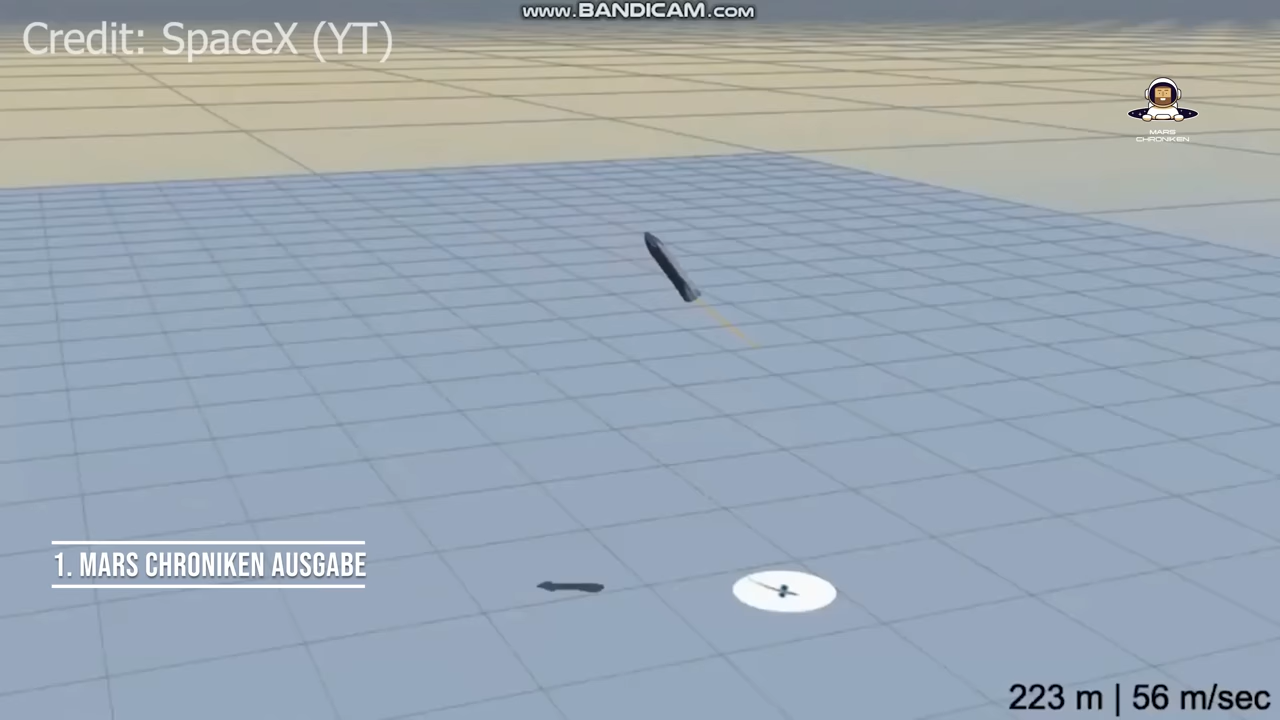 www.BANDICAM.com
Credit: SpaceX (YT)
MARS
CHRONIKEN
1. MARS CHRONIKEN AUSGABE
223 m | 56 m/sec